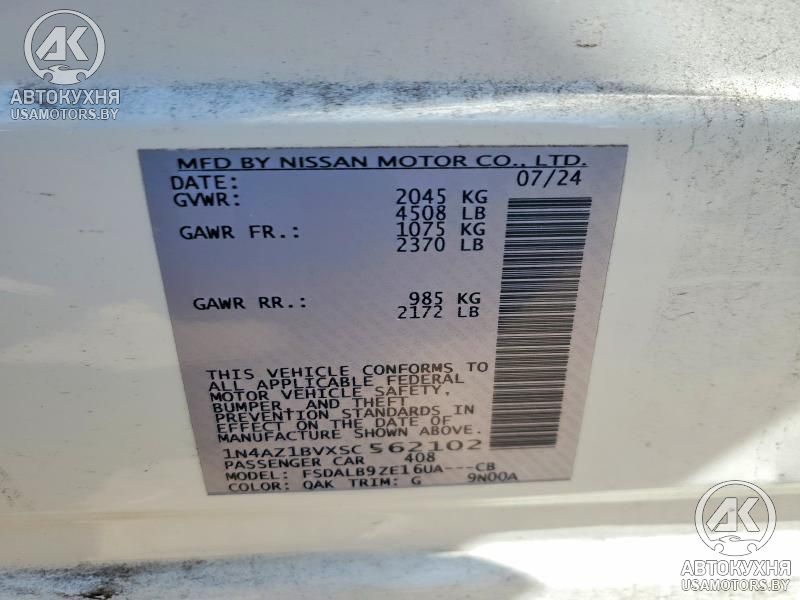 АК
АВТОКУХНЯ
USAMOTORS.BY
MFD BY NISSAN MOTOR CO., LTD.
DATE: 07/24
GVWR: 2045 KG
4508 LB
GAWR FR.: 1075 KG
2370 LB
GAWR RR.: 985 KG
2172 LB
THIS VEHICLE CONFORMS TO
ALL APPLICABLE FEDERAL
MOTOR VEHICLE SAFETY,
BUMPER, AND THEFT
PREVENTION STANDARDS IN
EFFECT ON THE DATE OF
MANUFACTURE SHOWN ABOVE.
1N4AZ1BVXSC 562102
PASSENGER CAR 408
MODEL: FSDALB9ZE16UA---CB
COLOR: QAK TRIM: G 9N00A
АК
АВТОКУХНЯ
USAMOTORS.BY